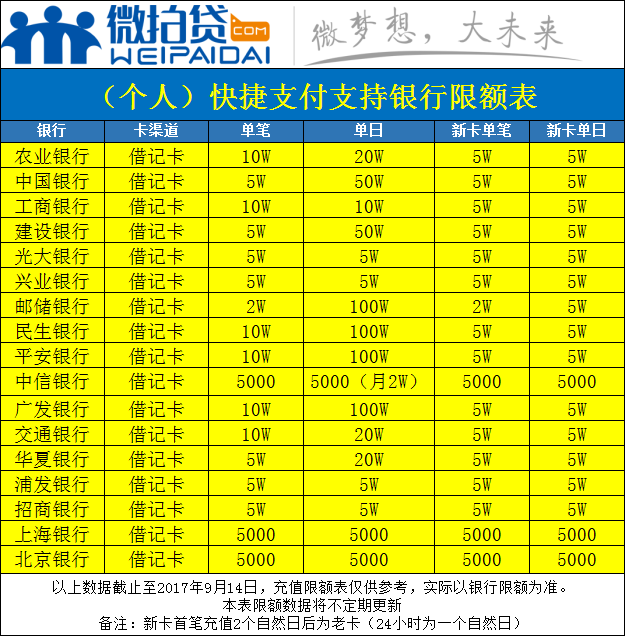 微拍贷.com
WEIPAIDAI
微梦想，大未来
（个人）快捷支付支持银行限额表
银行 卡渠道 单笔 单日 新卡单笔 新卡单日
农业银行 借记卡 10W 20W 5W 5W
中国银行 借记卡 5W 50W 5W 5W
工商银行 借记卡 10W 10W 5W 5W
建设银行 借记卡 5W 50W 5W 5W
光大银行 借记卡 5W 5W 5W 5W
兴业银行 借记卡 5W 5W 5W 5W
邮储银行 借记卡 2W 100W 2W 5W
民生银行 借记卡 10W 100W 5W 5W
平安银行 借记卡 10W 100W 5W 5W
中信银行 借记卡 5000 5000（月2W） 5000 5000
广发银行 借记卡 10W 100W 5W 5W
交通银行 借记卡 10W 20W 5W 5W
华夏银行 借记卡 5W 20W 5W 5W
浦发银行 借记卡 5W 5W 5W 5W
招商银行 借记卡 5W 5W 5W 5W
上海银行 借记卡 5000 5000 5000 5000
北京银行 借记卡 5000 5000 5000 5000
以上数据截止至2017年9月14日，充值限额表仅供参考，实际以银行限额为准。
本表限额数据将不定期更新
备注：新卡首笔充值2个自然日后为老卡（24小时为一个自然日）